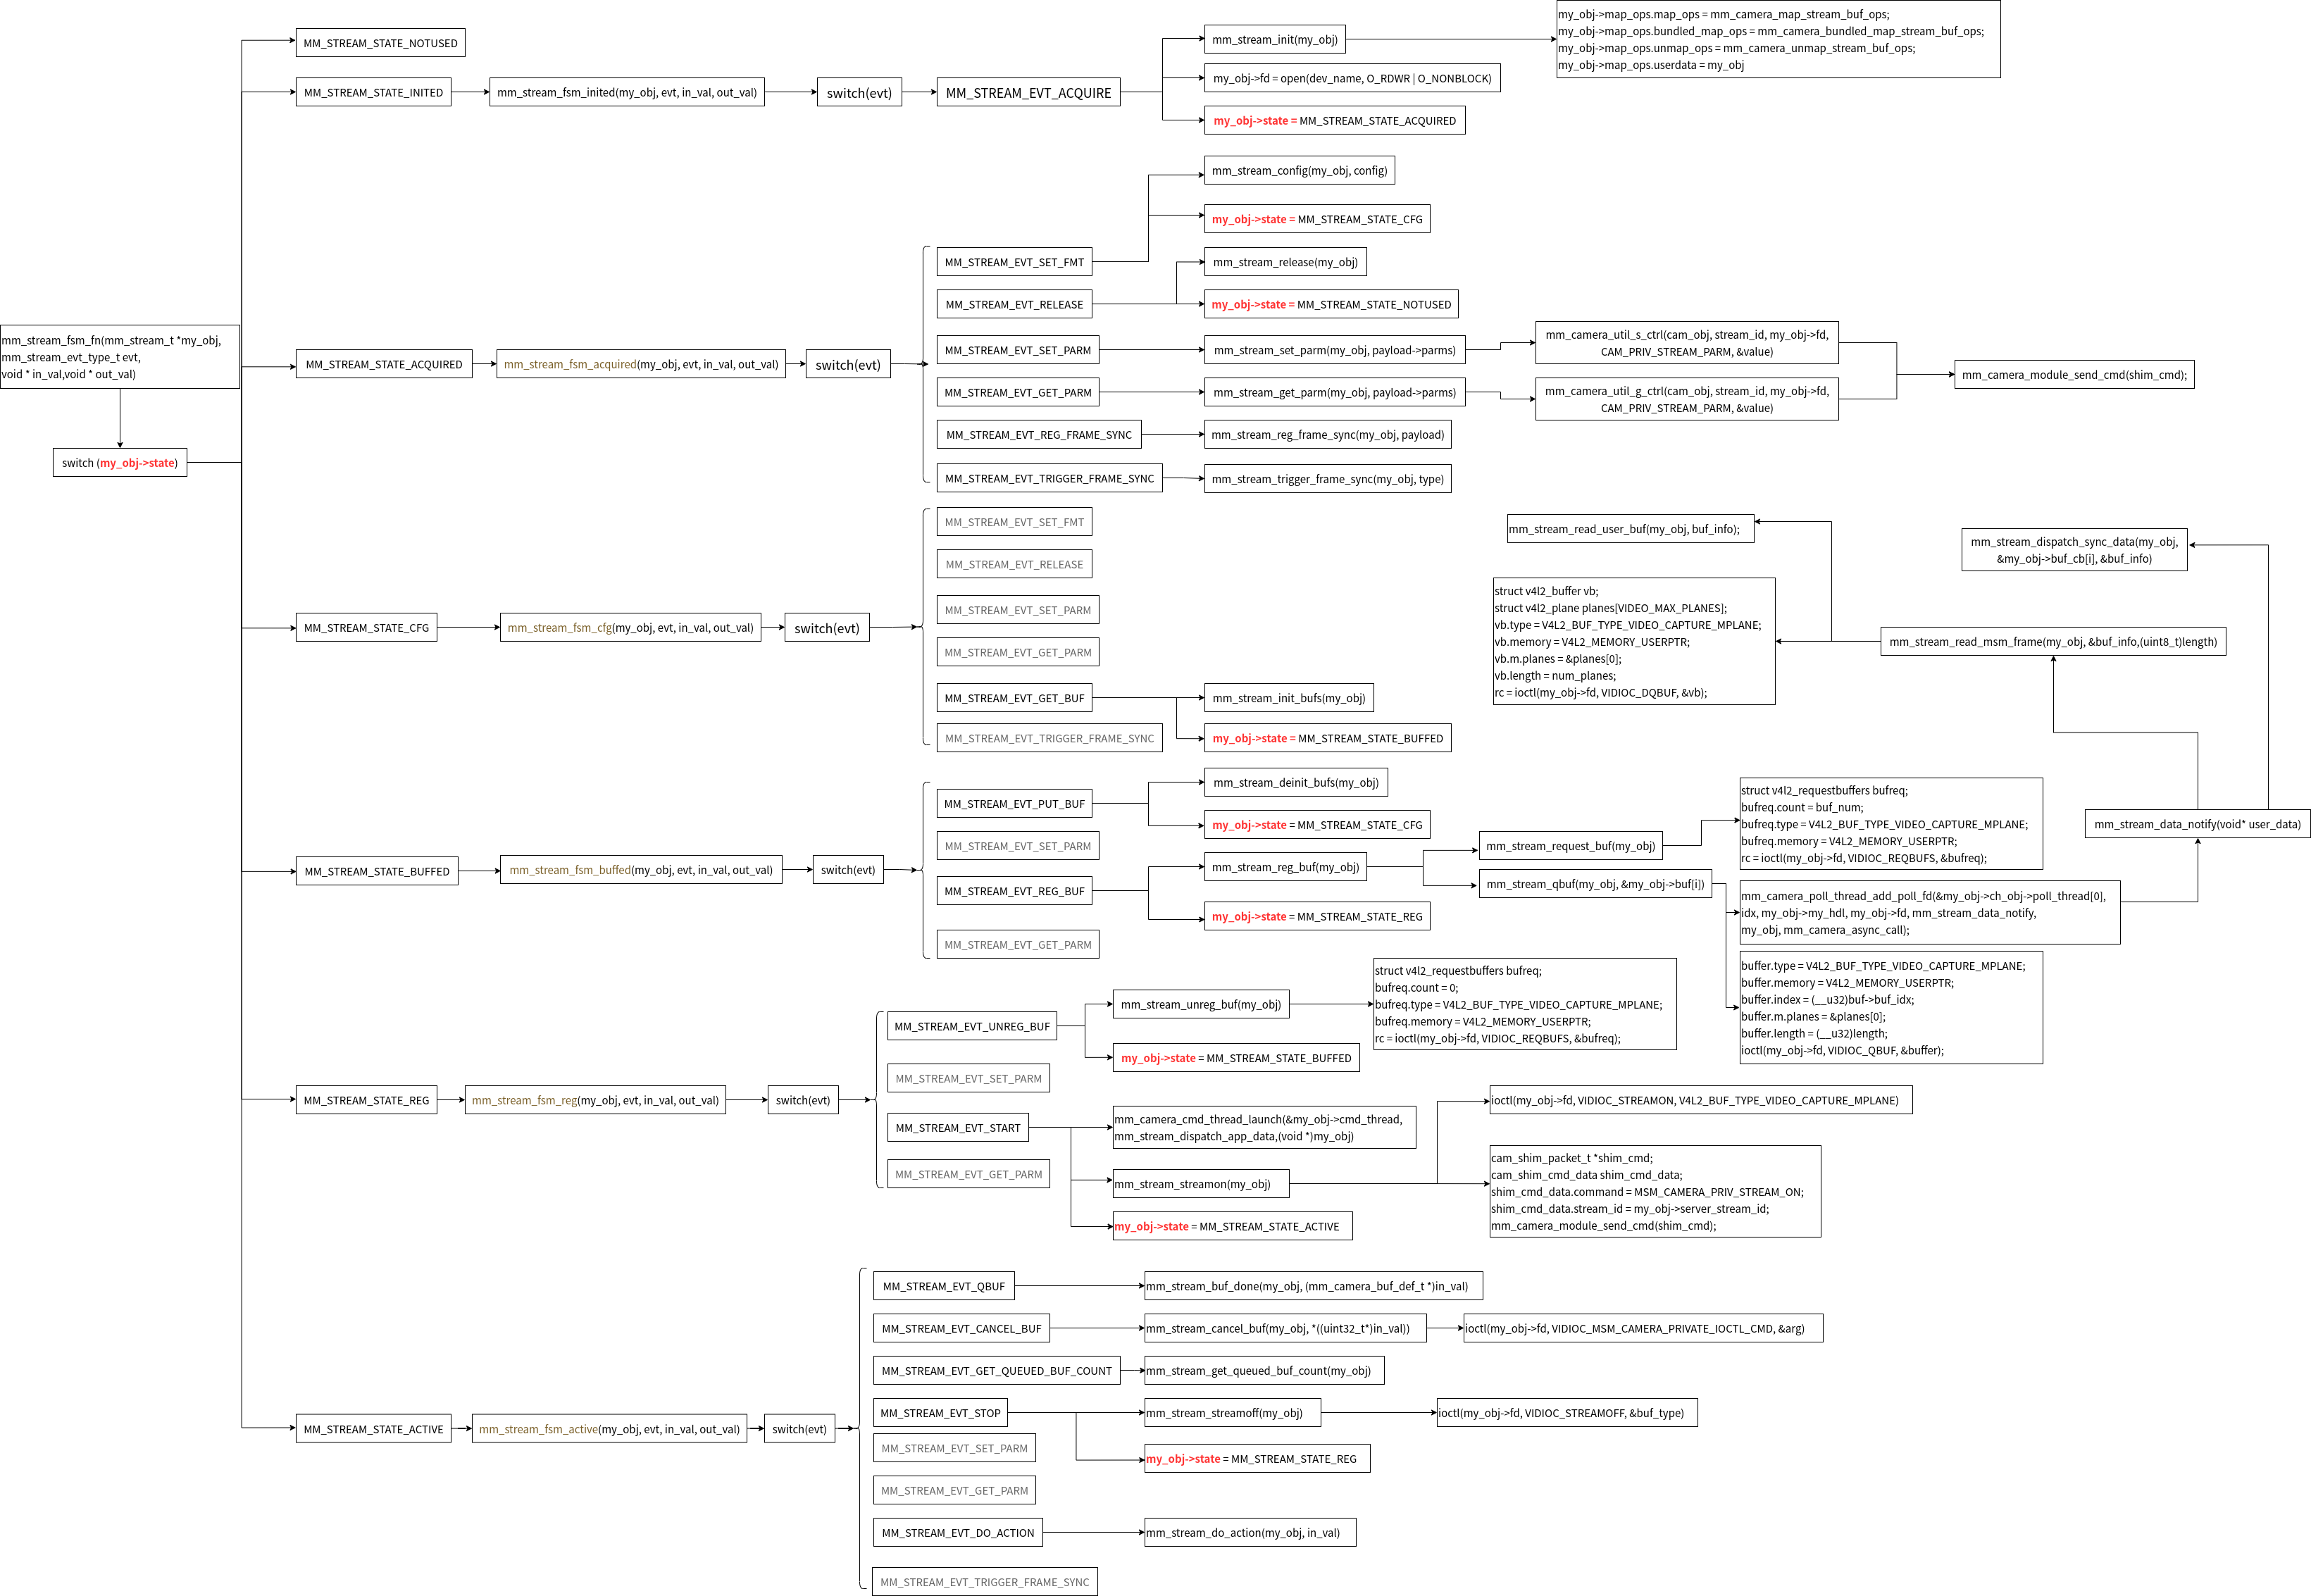 mm_stream_fsm_fn(mm_stream_t *my_obj,
mm_stream_evt_type_t evt,
void * in_val,void * out_val)
switch (my_obj->state)
MM_STREAM_STATE_NOTUSED
MM_STREAM_STATE_INITED
mm_stream_fsm_inited(my_obj, evt, in_val, out_val)
switch(evt)
MM_STREAM_EVT_ACQUIRE
mm_stream_init(my_obj)
my_obj->map_ops.map_ops = mm_camera_map_stream_buf_ops;
my_obj->map_ops.bundled_map_ops = mm_camera_bundled_map_stream_buf_ops;
my_obj->map_ops.unmap_ops = mm_camera_unmap_stream_buf_ops;
my_obj->map_ops.userdata = my_obj
my_obj->fd = open(dev_name, O_RDWR | O_NONBLOCK)
my_obj->state = MM_STREAM_STATE_ACQUIRED
MM_STREAM_STATE_ACQUIRED
mm_stream_fsm_acquired(my_obj, evt, in_val, out_val)
switch(evt)
MM_STREAM_EVT_SET_FMT
mm_stream_config(my_obj, config)
my_obj->state = MM_STREAM_STATE_CFG
MM_STREAM_EVT_RELEASE
mm_stream_release(my_obj)
my_obj->state = MM_STREAM_STATE_NOTUSED
MM_STREAM_EVT_SET_PARM
mm_stream_set_parm(my_obj, payload->parms)
mm_camera_util_s_ctrl(cam_obj, stream_id, my_obj->fd,
CAM_PRIV_STREAM_PARM, &value)
MM_STREAM_EVT_GET_PARM
mm_stream_get_parm(my_obj, payload->parms)
mm_camera_util_g_ctrl(cam_obj, stream_id, my_obj->fd,
CAM_PRIV_STREAM_PARM, &value)
mm_camera_module_send_cmd(shim_cmd);
MM_STREAM_EVT_REG_FRAME_SYNC
mm_stream_reg_frame_sync(my_obj, payload)
MM_STREAM_EVT_TRIGGER_FRAME_SYNC
mm_stream_trigger_frame_sync(my_obj, type)
MM_STREAM_STATE_CFG
mm_stream_fsm_cfg(my_obj, evt, in_val, out_val)
switch(evt)
MM_STREAM_EVT_SET_FMT
MM_STREAM_EVT_RELEASE
MM_STREAM_EVT_SET_PARM
MM_STREAM_EVT_GET_PARM
MM_STREAM_EVT_GET_BUF
mm_stream_init_bufs(my_obj)
my_obj->state = MM_STREAM_STATE_BUFFED
MM_STREAM_EVT_TRIGGER_FRAME_SYNC
mm_stream_read_user_buf(my_obj, buf_info);
mm_stream_dispatch_sync_data(my_obj,
&my_obj->buf_cb[i], &buf_info)
struct v4l2_buffer vb;
struct v4l2_plane planes[VIDEO_MAX_PLANES];
vb.type = V4L2_BUF_TYPE_VIDEO_CAPTURE_MPLANE;
vb.memory = V4L2_MEMORY_USERPTR;
vb.m.planes = &planes[0];
vb.length = num_planes;
rc = ioctl(my_obj->fd, VIDIOC_DQBUF, &vb);
mm_stream_read_msm_frame(my_obj, &buf_info,(uint8_t)length)
mm_stream_data_notify(void* user_data)
MM_STREAM_STATE_BUFFED
mm_stream_fsm_buffed(my_obj, evt, in_val, out_val)
switch(evt)
MM_STREAM_EVT_PUT_BUF
mm_stream_deinit_bufs(my_obj)
my_obj->state = MM_STREAM_STATE_CFG
MM_STREAM_EVT_SET_PARM
MM_STREAM_EVT_REG_BUF
mm_stream_reg_buf(my_obj)
my_obj->state = MM_STREAM_STATE_REG
MM_STREAM_EVT_GET_PARM
mm_stream_request_buf(my_obj)
struct v4l2_requestbuffers bufreq;
bufreq.count = buf_num;
bufreq.type = V4L2_BUF_TYPE_VIDEO_CAPTURE_MPLANE;
bufreq.memory = V4L2_MEMORY_USERPTR;
rc = ioctl(my_obj->fd, VIDIOC_REQBUFS, &bufreq);
mm_stream_qbuf(my_obj, &my_obj->buf[i])
mm_camera_poll_thread_add_poll_fd(&my_obj->ch_obj->poll_thread[0],
idx, my_obj->my_hdl, my_obj->fd, mm_stream_data_notify,
my_obj, mm_camera_async_call);
buffer.type = V4L2_BUF_TYPE_VIDEO_CAPTURE_MPLANE;
buffer.memory = V4L2_MEMORY_USERPTR;
buffer.index = (__u32)buf->buf_idx;
buffer.m.planes = &planes[0];
buffer.length = (__u32)length;
ioctl(my_obj->fd, VIDIOC_QBUF, &buffer);
MM_STREAM_STATE_REG
mm_stream_fsm_reg(my_obj, evt, in_val, out_val)
switch(evt)
MM_STREAM_EVT_UNREG_BUF
mm_stream_unreg_buf(my_obj)
struct v4l2_requestbuffers bufreq;
bufreq.count = 0;
bufreq.type = V4L2_BUF_TYPE_VIDEO_CAPTURE_MPLANE;
bufreq.memory = V4L2_MEMORY_USERPTR;
rc = ioctl(my_obj->fd, VIDIOC_REQBUFS, &bufreq);
my_obj->state = MM_STREAM_STATE_BUFFED
MM_STREAM_EVT_SET_PARM
MM_STREAM_EVT_START
mm_camera_cmd_thread_launch(&my_obj->cmd_thread,
mm_stream_dispatch_app_data,(void *)my_obj)
mm_stream_streamon(my_obj)
my_obj->state = MM_STREAM_STATE_ACTIVE
MM_STREAM_EVT_GET_PARM
ioctl(my_obj->fd, VIDIOC_STREAMON, V4L2_BUF_TYPE_VIDEO_CAPTURE_MPLANE)
cam_shim_packet_t *shim_cmd;
cam_shim_cmd_data shim_cmd_data;
shim_cmd_data.command = MSM_CAMERA_PRIV_STREAM_ON;
shim_cmd_data.stream_id = my_obj->server_stream_id;
mm_camera_module_send_cmd(shim_cmd);
MM_STREAM_STATE_ACTIVE
mm_stream_fsm_active(my_obj, evt, in_val, out_val)
switch(evt)
MM_STREAM_EVT_QBUF
mm_stream_buf_done(my_obj, (mm_camera_buf_def_t *)in_val)
MM_STREAM_EVT_CANCEL_BUF
mm_stream_cancel_buf(my_obj, *((uint32_t*)in_val))
ioctl(my_obj->fd, VIDIOC_MSM_CAMERA_PRIVATE_IOCTL_CMD, &arg)
MM_STREAM_EVT_GET_QUEUED_BUF_COUNT
mm_stream_get_queued_buf_count(my_obj)
MM_STREAM_EVT_STOP
mm_stream_streamoff(my_obj)
ioctl(my_obj->fd, VIDIOC_STREAMOFF, &buf_type)
my_obj->state = MM_STREAM_STATE_REG
MM_STREAM_EVT_SET_PARM
MM_STREAM_EVT_GET_PARM
MM_STREAM_EVT_DO_ACTION
mm_stream_do_action(my_obj, in_val)
MM_STREAM_EVT_TRIGGER_FRAME_SYNC